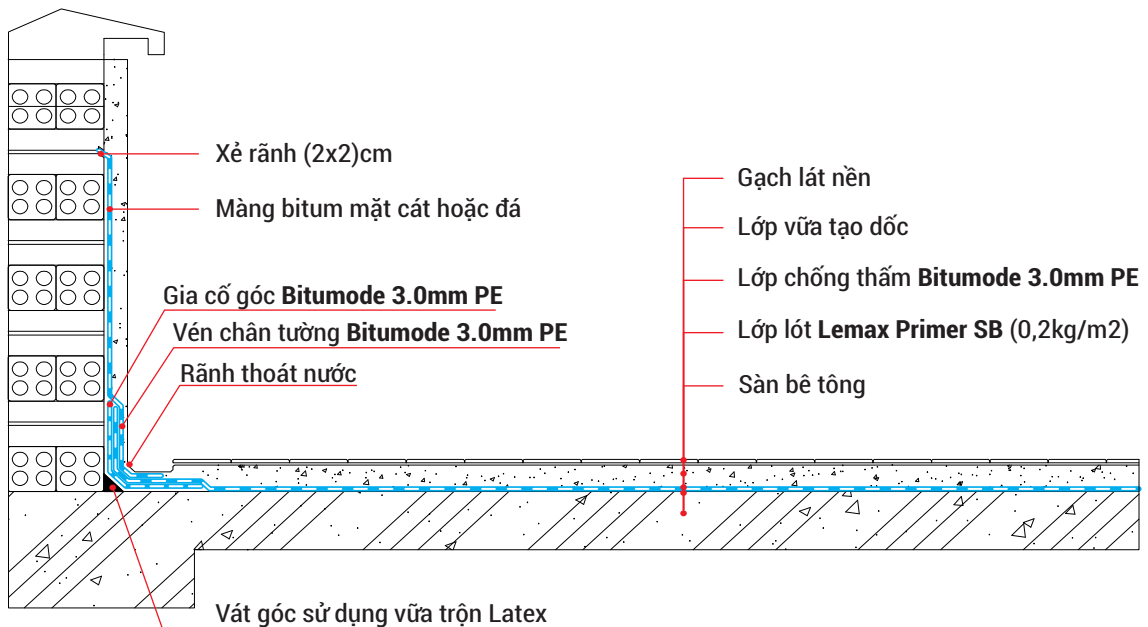 Xẻ rãnh (2x2)cm
Màng bitum mặt cát hoặc đá
Gia cố góc Bitumode 3.0mm PE
Vén chân tường Bitumode 3.0mm PE
Rãnh thoát nước
Gạch lát nền
Lớp vữa tạo dốc
Lớp chống thấm Bitumode 3.0mm PE
Lớp lót Lemax Primer SB (0,2kg/m2)
Sàn bê tông
Vát góc sử dụng vữa trộn Latex